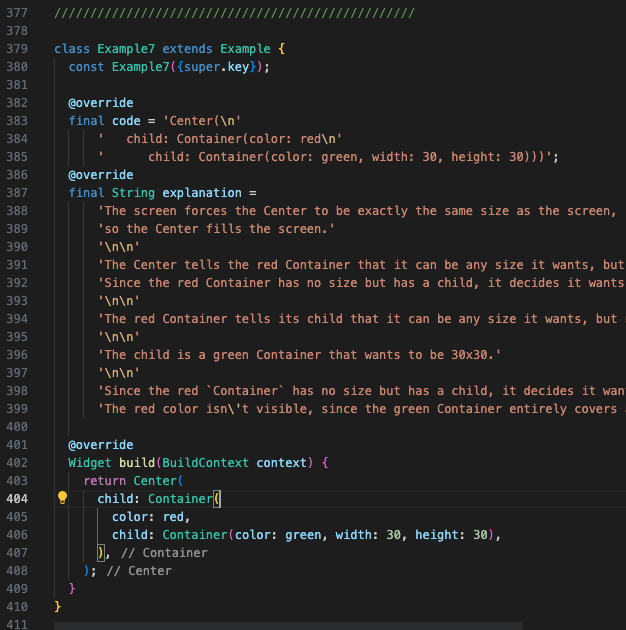 377 //////////////////////////////////////////////////
378
379 class Example7 extends Example {
380   const Example7({super.key});
381
382   @override
383   final code = 'Center(\n'
384       '   child: Container(color: red\n'
385       '      child: Container(color: green, width: 30, height: 30)))';
386   @override
387   final String explanation =
388       'The screen forces the Center to be exactly the same size as the screen,
389       'so the Center fills the screen.'
390       '\n\n'
391       'The Center tells the red Container that it can be any size it wants, but
392       'Since the red Container has no size but has a child, it decides it wants
393       '\n\n'
394       'The red Container tells its child that it can be any size it wants, but
395       '\n\n'
396       'The child is a green Container that wants to be 30x30.'
397       '\n\n'
398       'Since the red `Container` has no size but has a child, it decides it wan
399       'The red color isn\'t visible, since the green Container entirely covers
400
401   @override
402   Widget build(BuildContext context) {
403     return Center(
404       child: Container(
405         color: red,
406         child: Container(color: green, width: 30, height: 30),
407       ), // Container
408     ); // Center
409   }
410 }
411